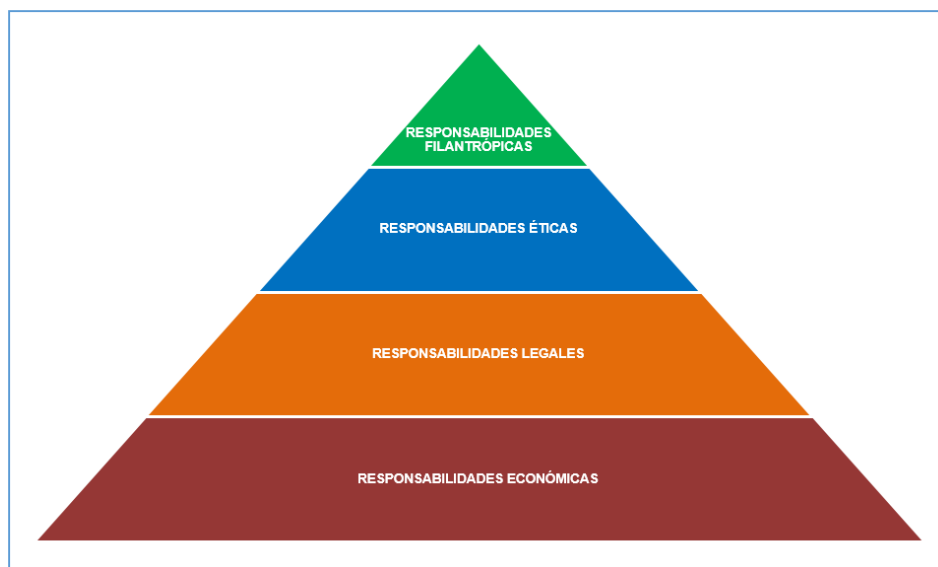 RESPONSABILIDADES
FILANTRÓPICAS
RESPONSABILIDADES ÉTICAS
RESPONSABILIDADES LEGALES
RESPONSABILIDADES ECONÓMICAS